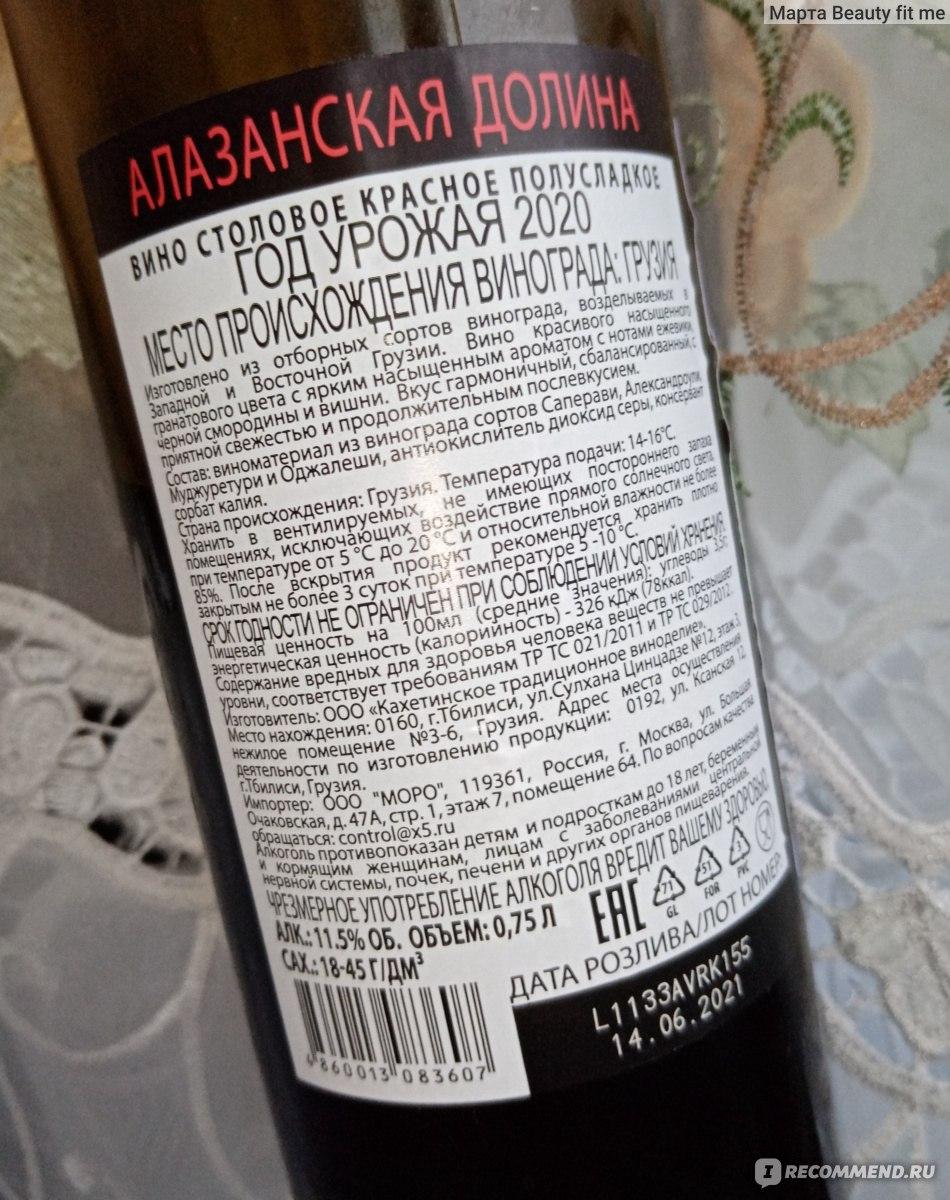 Марта Beauty fit me
АЛАЗАНСКАЯ ДОЛИНА
ВИНО СТОЛОВОЕ КРАСНОЕ ПОЛУСЛАДКОЕ
ГОД УРОЖАЯ 2020
МЕСТО ПРОИСХОЖДЕНИЯ ВИНОГРАДА: ГРУЗИЯ
Изготовлено из отборных сортов винограда, возделываемых в
Западной и Восточной Грузии. Вино красивого насыщенного
гранатового цвета с ярким насыщенным ароматом с нотами ежевики,
черной смородины и вишни. Вкус гармоничный, сбалансированный, с
приятной свежестью и продолжительным послевкусием.
Состав: виноматериал из винограда сортов Саперави, Александроули,
Муджуретури и Оджалеши, антиокислитель диоксид серы, консервант
сорбат калия.
Страна происхождения: Грузия. Температура подачи: 14-16°С.
Хранить в вентилируемых, не имеющих постороннего запаха
помещениях, исключающих воздействие прямого солнечного света
при температуре от 5 °С до 20 °С и относительной влажности не более
85%. После вскрытия продукт рекомендуется хранить плотно
закрытым не более 3 суток при температуре 5 -10 °С.
СРОК ГОДНОСТИ НЕ ОГРАНИЧЕН ПРИ СОБЛЮДЕНИИ УСЛОВИЙ ХРАНЕНИЯ
Пищевая ценность на 100мл (средние значения): углеводы 3,5г,
энергетическая ценность (калорийность) - 326 кДж (78ккал).
Содержание вредных для здоровья человека веществ не превышает
уровни, соответствует требованиям ТР ТС 021/2011 и ТР ТС 029/2012.
Изготовитель: ООО «Кахетинское традиционное виноделие».
Место нахождения: 0160, г.Тбилиси, ул.Сулхана Цинцадзе №12, этаж 3,
нежилое помещение №3-6, Грузия. Адрес места осуществления
деятельности по изготовлению продукции: 0192, ул. Ксанская 12,
г.Тбилиси, Грузия.
Импортер: ООО "МОРО", 119361, Россия, г. Москва, ул. Большая
Очаковская, д. 47А, стр. 1, этаж 7, помещение 64. По вопросам качества
обращаться: control@x5.ru
Алкоголь противопоказан детям и подросткам до 18 лет, беременным
и кормящим женщинам, лицам с заболеваниями центральной
нервной системы, почек, печени и других органов пищеварения.
ЧРЕЗМЕРНОЕ УПОТРЕБЛЕНИЕ АЛКОГОЛЯ ВРЕДИТ ВАШЕМУ ЗДОРОВЬЮ
АЛК.: 11.5% ОБ. ОБЪЕМ: 0,75 Л
САХ.: 18-45 Г/ДМ³
EAC
71
GL
51
FOR
3
PVC
ДАТА РОЗЛИВА/ЛОТ НОМЕР:
L1133AVRK155
14.06.2021
4 860013 083607
IRECOMMEND.RU